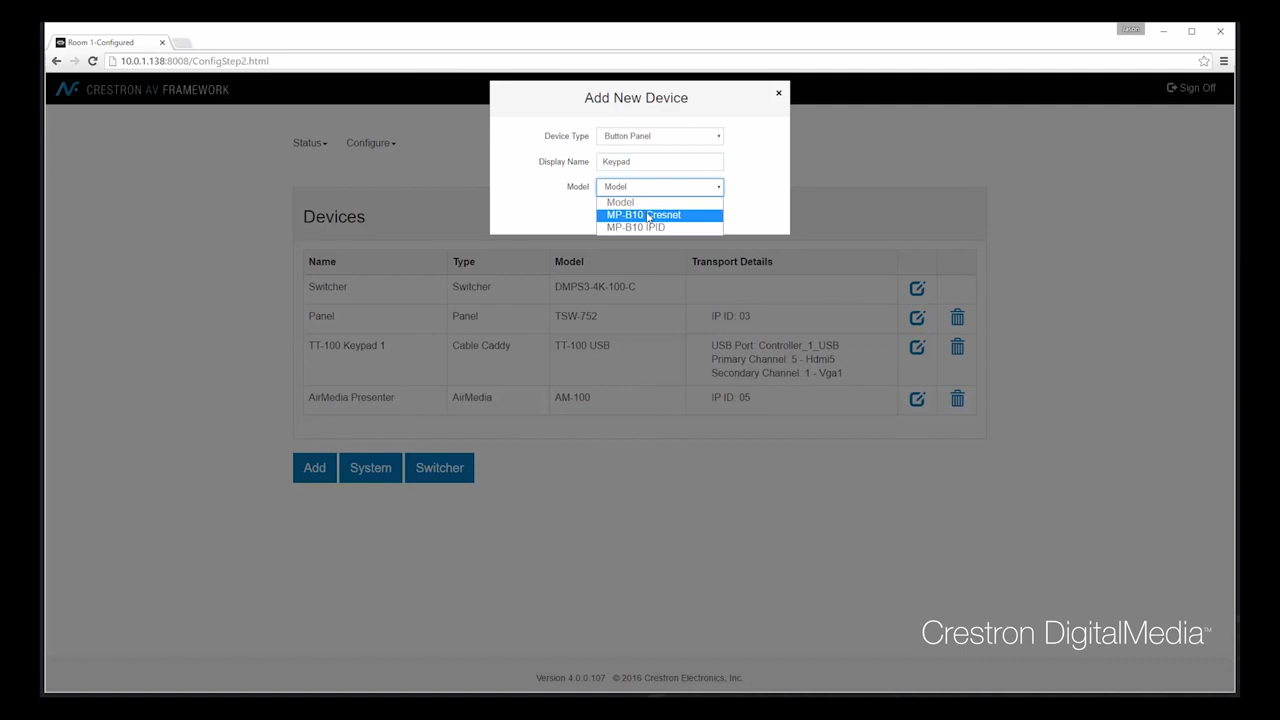 Room 1-Configured
Jason
10.0.1.138:8008/ConfigStep2.html
CRESTRON AV FRAMEWORK
Sign Off
Add New Device
Device Type
Button Panel
Display Name
Keypad
Model
Model
Model
MP-B10 Cresnet
MP-B10 IPID
Status
Configure
Devices
Name Type Model Transport Details
Switcher Switcher DMPS3-4K-100-C
Panel Panel TSW-752 IP ID: 03
TT-100 Keypad 1 Cable Caddy TT-100 USB USB Port: Controller_1_USB
Primary Channel: 5 - Hdmi5
Secondary Channel: 1 - Vga1
AirMedia Presenter AirMedia AM-100 IP ID: 05
Add System Switcher
Crestron DigitalMedia™
Version 4.0.0.107 © 2016 Crestron Electronics, Inc.